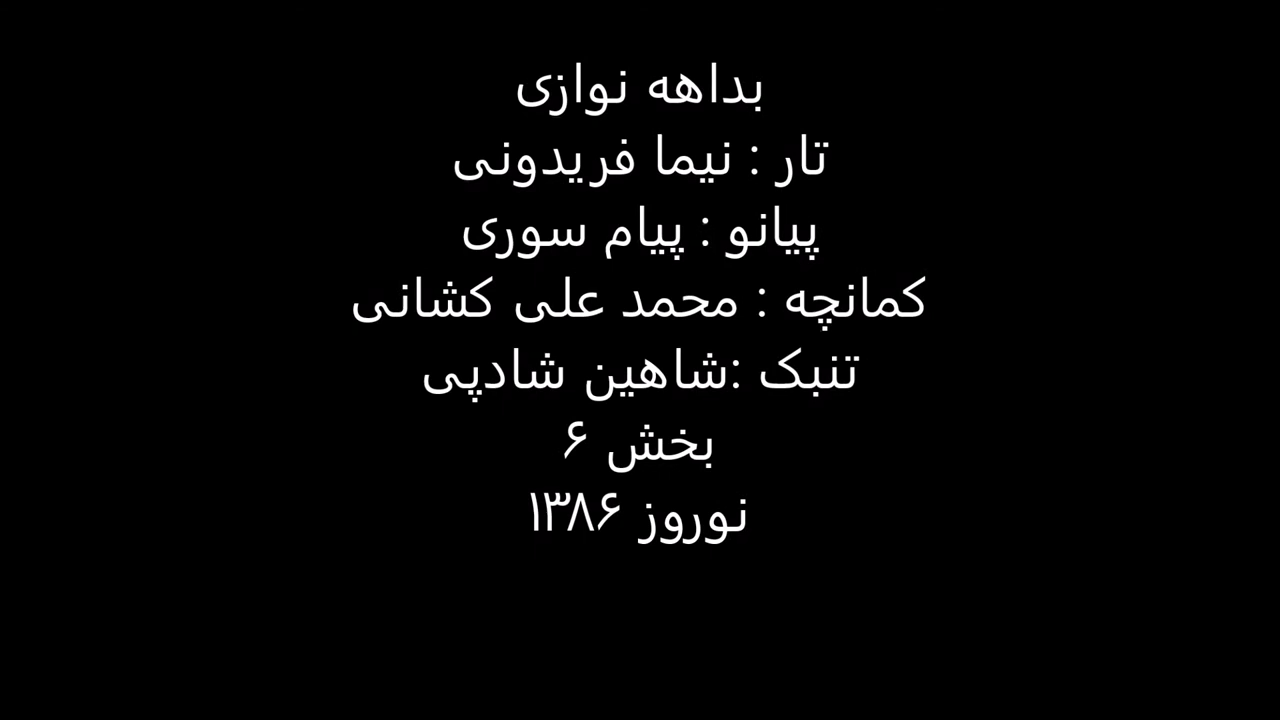 بداهه نوازی
تار : نیما فریدونی
پیانو : پیام سوری
کمانچه : محمد علی کشانی
تنبک :شاهین شادپی
بخش ۶
نوروز ۱۳۸۶